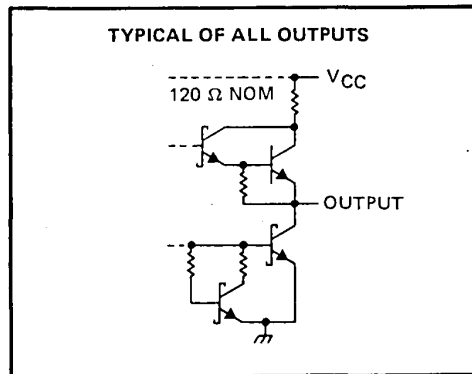 TYPICAL OF ALL OUTPUTS
VCC
120 Ω NOM
OUTPUT